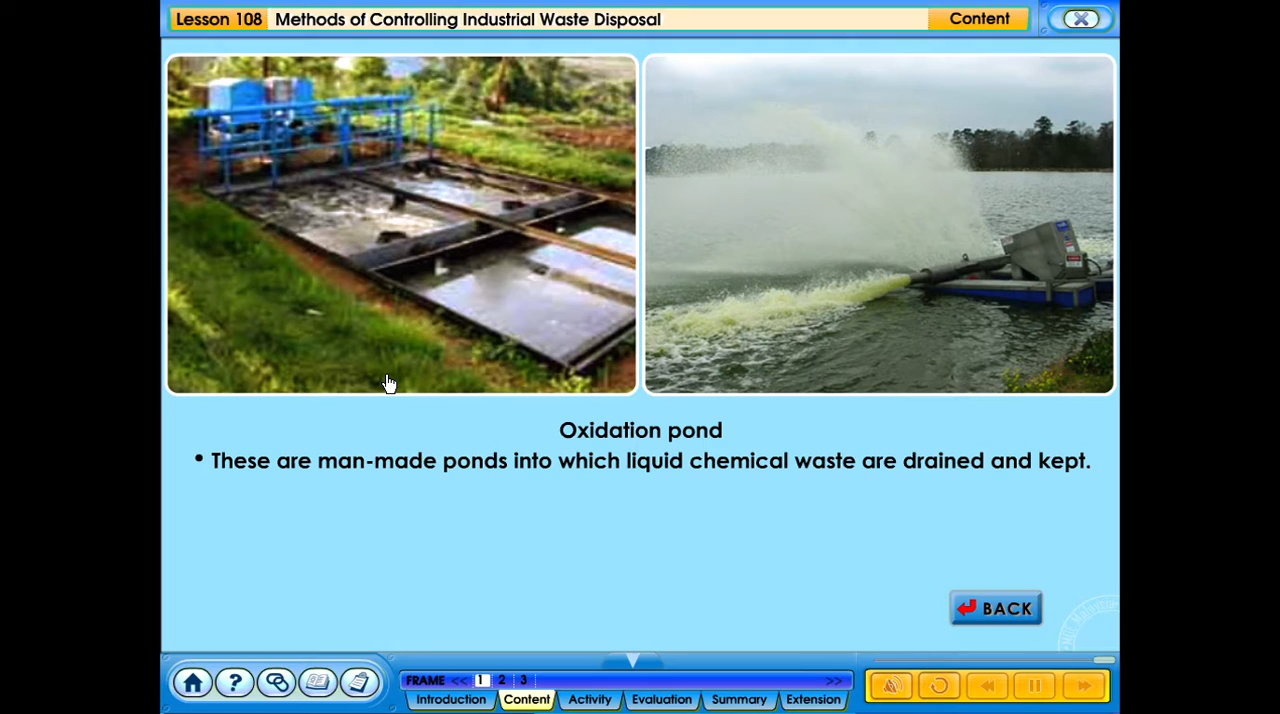 Lesson 108 Methods of Controlling Industrial Waste Disposal Content
Oxidation pond
• These are man-made ponds into which liquid chemical waste are drained and kept.
BACK
FRAME << 1 2 3 >>
Introduction Content Activity Evaluation Summary Extension